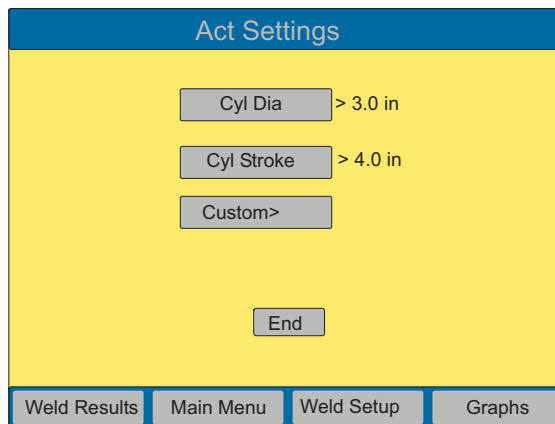 Act Settings
Cyl Dia > 3.0 in
Cyl Stroke > 4.0 in
Custom>
End
Weld Results Main Menu Weld Setup Graphs